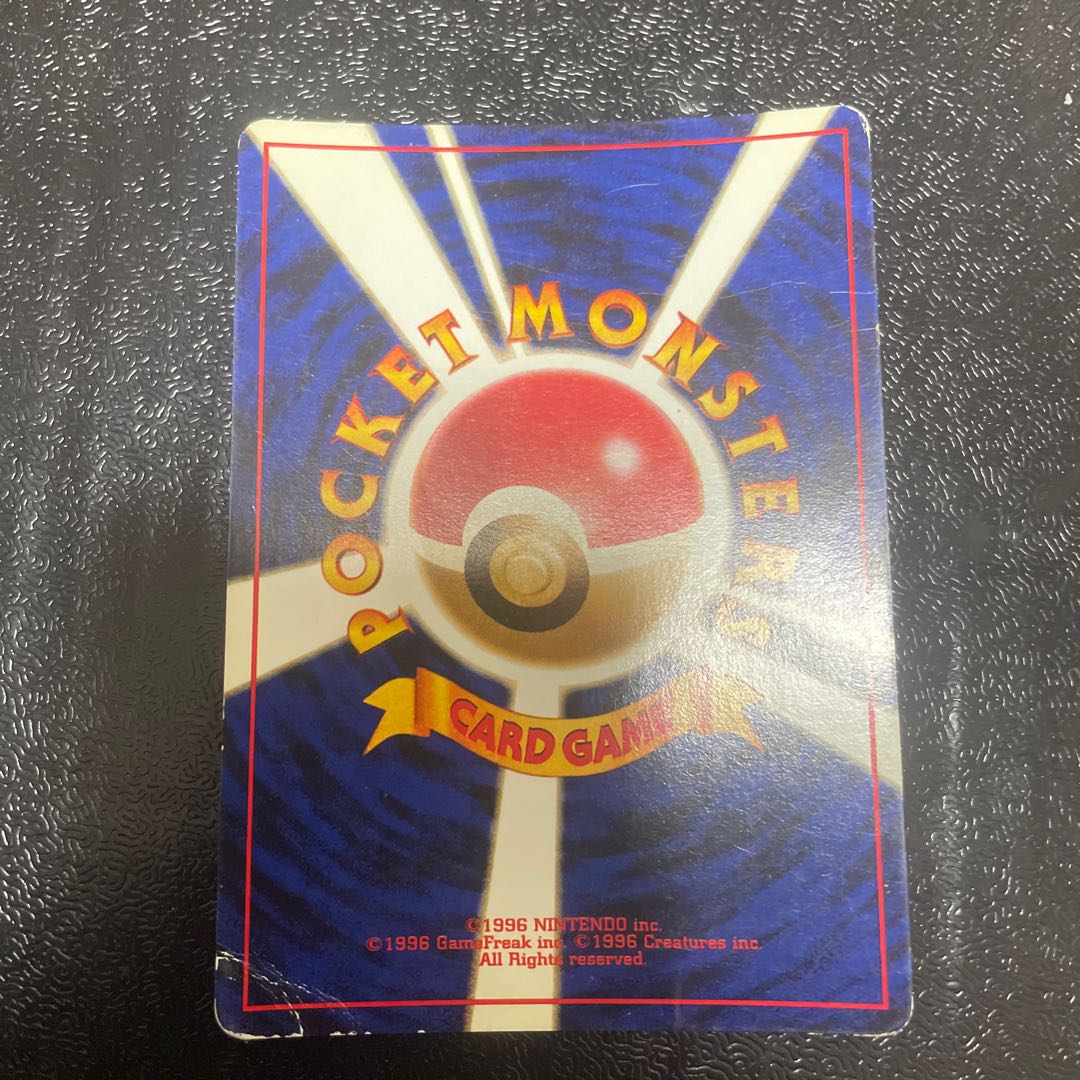 POCKET MONSTERS
CARD GAME
©1996 NINTENDO inc.
©1996 GameFreak inc. ©1996 Creatures inc.
All Rights reserved.